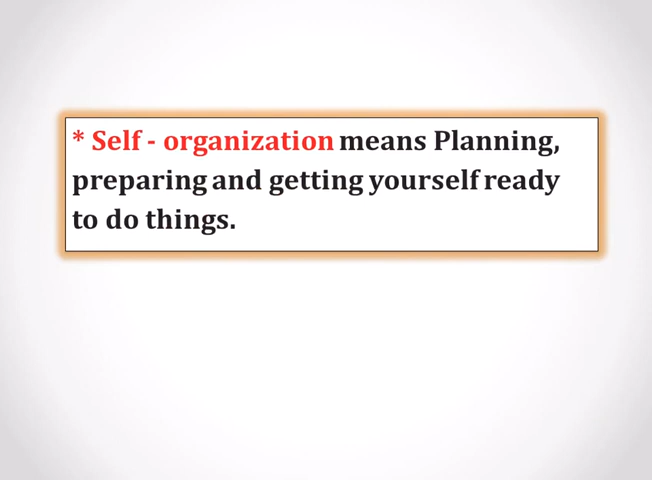 * Self - organization means Planning,
preparing and getting yourself ready
to do things.